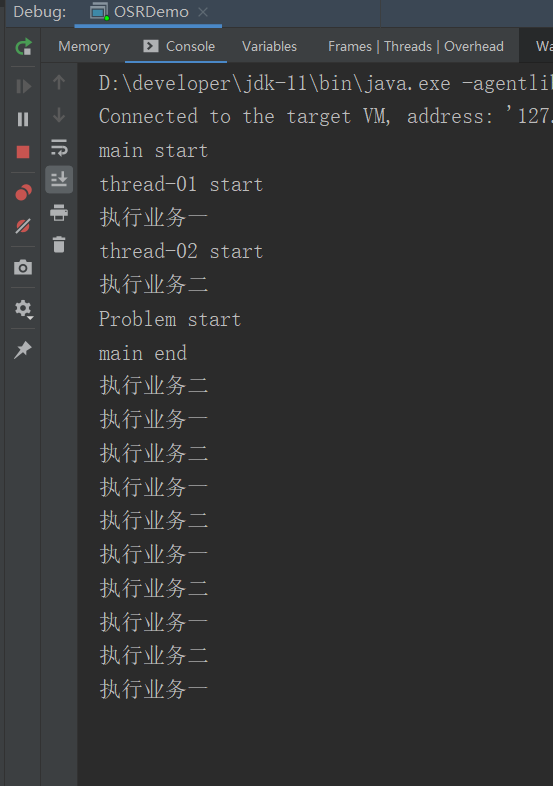 Debug: OSRDemo
Memory Console Variables Frames | Threads | Overhead Wa
D:\developer\jdk-11\bin\java.exe -agentlib
Connected to the target VM, address: '127.
main start
thread-01 start
执行业务一
thread-02 start
执行业务二
Problem start
main end
执行业务二
执行业务一
执行业务二
执行业务一
执行业务二
执行业务一
执行业务二
执行业务一
执行业务二
执行业务一